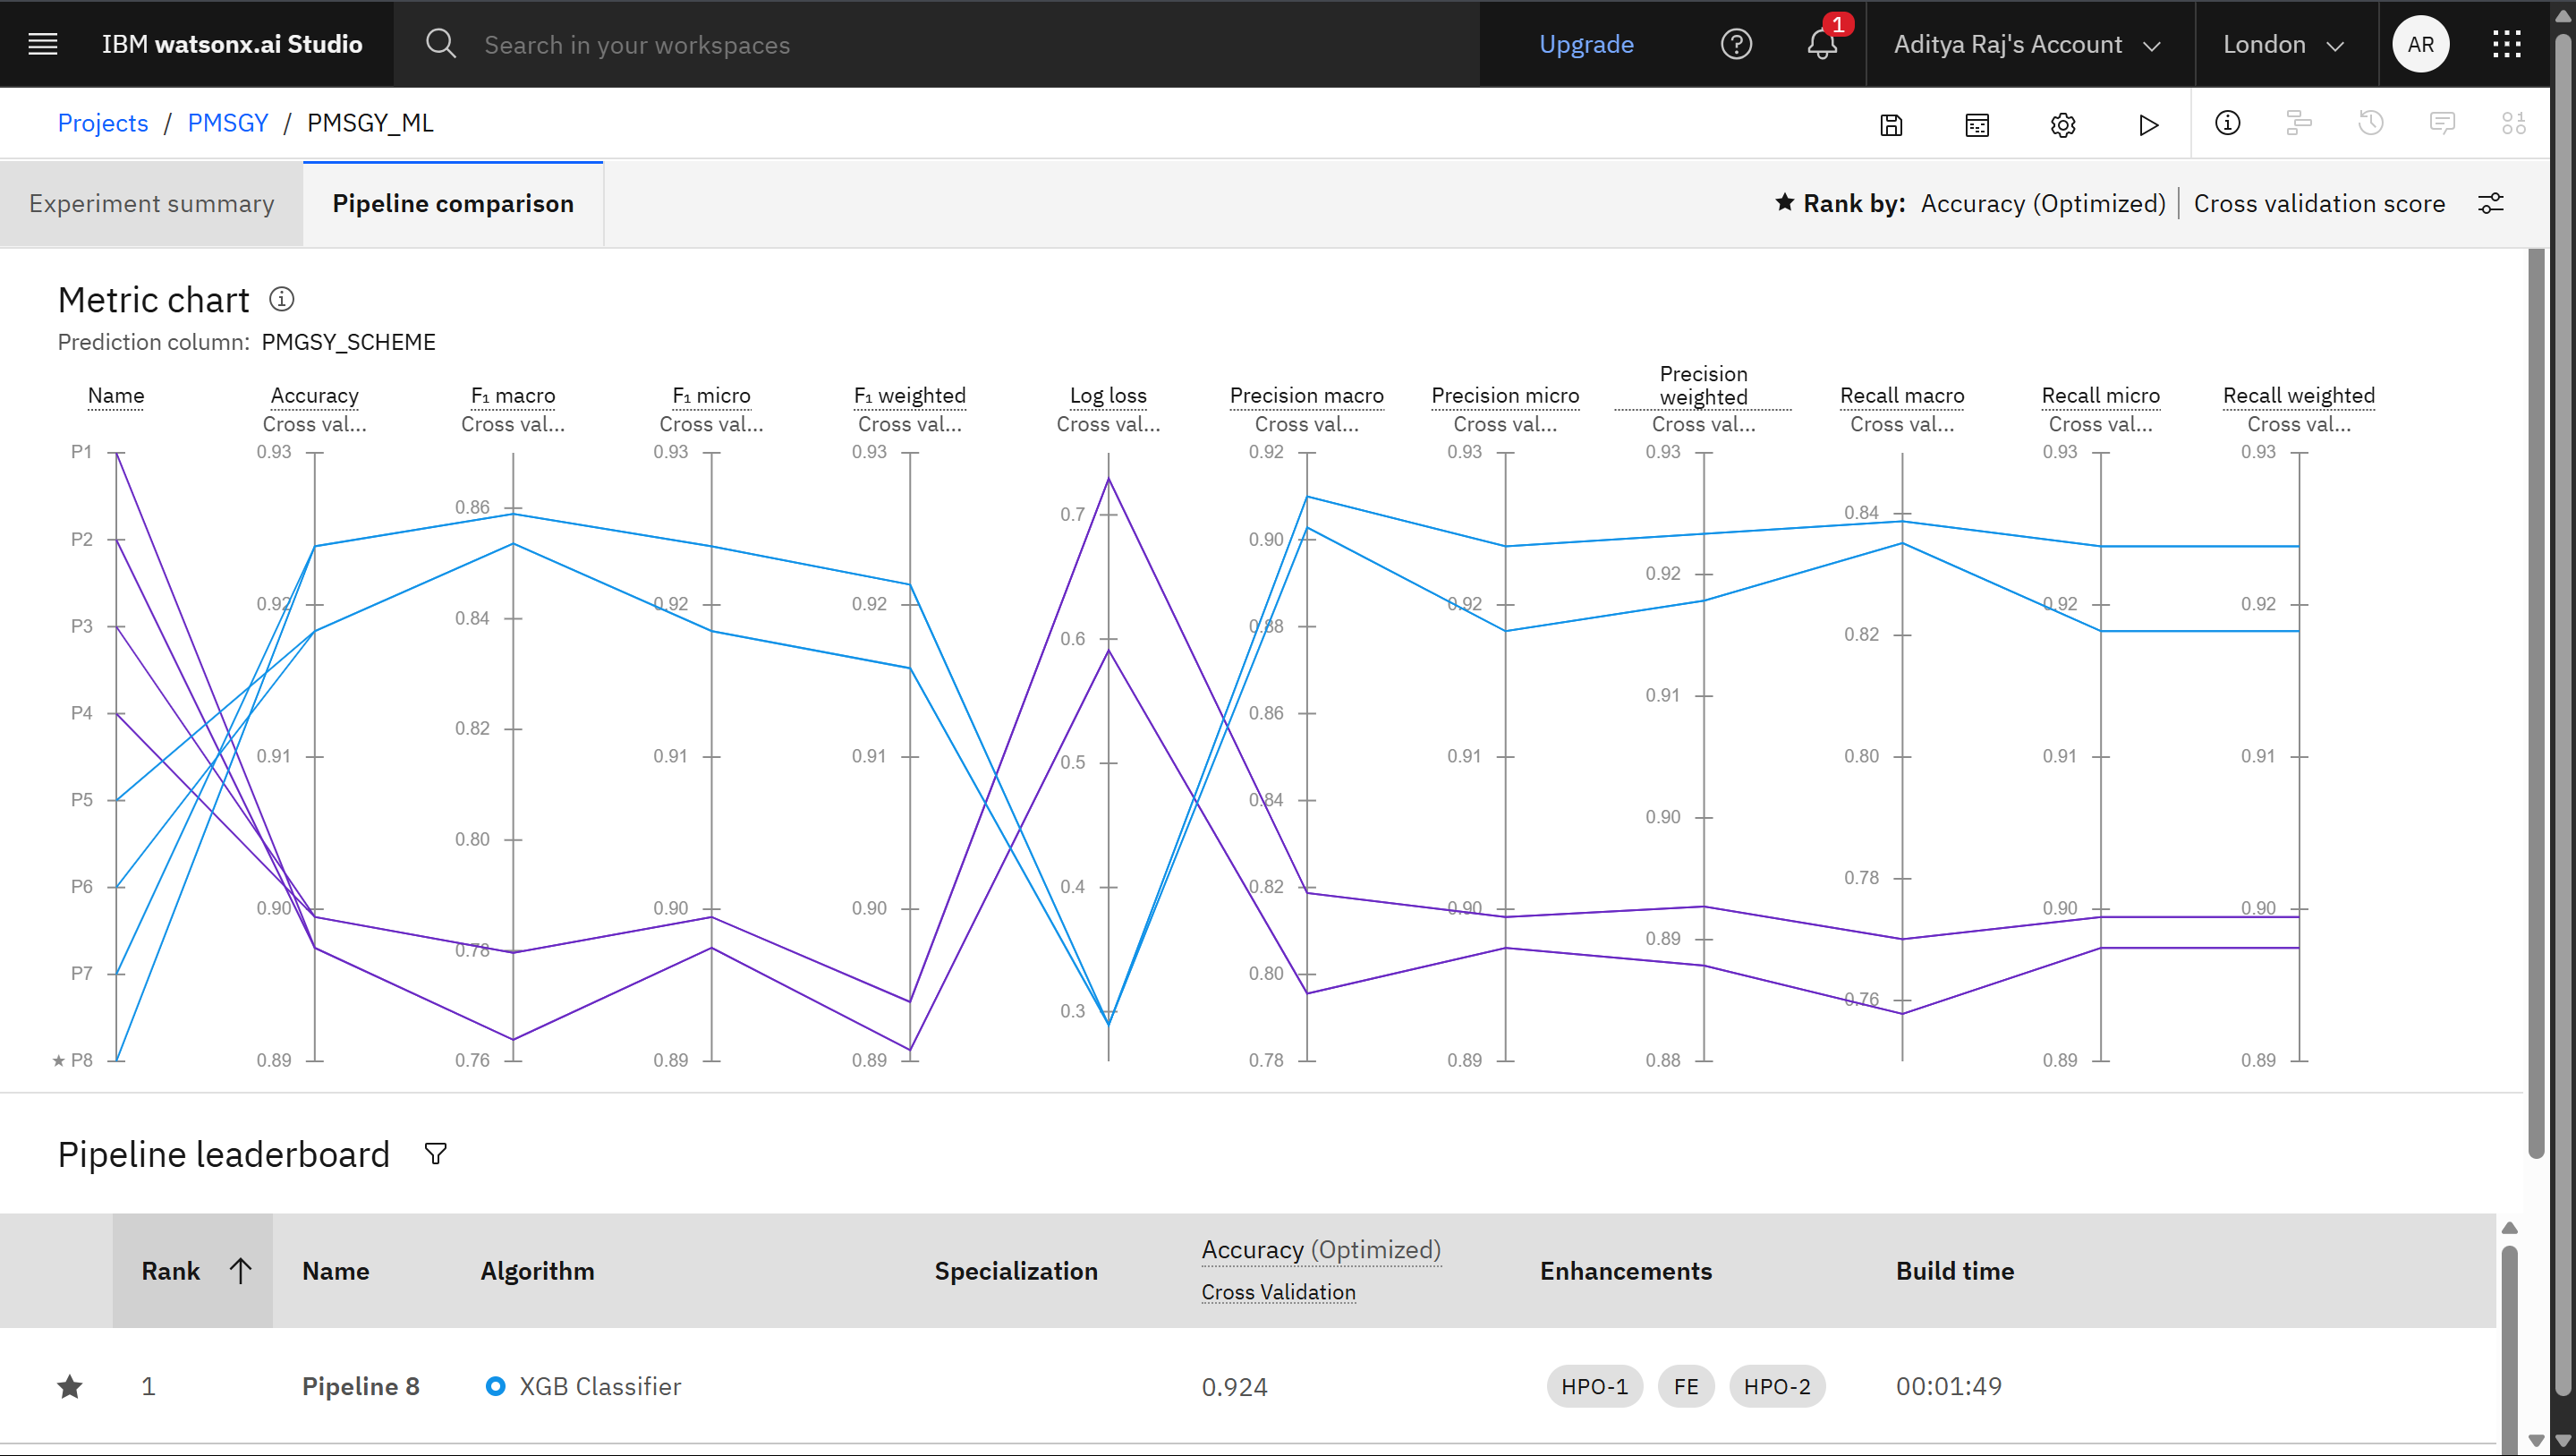 IBM watsonx.ai Studio
Search in your workspaces
Upgrade
1
Aditya Raj's Account
London
AR
Projects / PMSGY / PMSGY_ML
Experiment summary
Pipeline comparison
★ Rank by: Accuracy (Optimized) | Cross validation score
Metric chart
Prediction column: PMGSY_SCHEME
Name
P1
P2
P3
P4
P5
P6
P7
★ P8
Accuracy
Cross val...
0.93
0.92
0.91
0.90
0.89
F₁ macro
Cross val...
0.86
0.84
0.82
0.80
0.78
0.76
F₁ micro
Cross val...
0.93
0.92
0.91
0.90
0.89
F₁ weighted
Cross val...
0.93
0.92
0.91
0.90
0.89
Log loss
Cross val...
0.7
0.6
0.5
0.4
0.3
Precision macro
Cross val...
0.92
0.90
0.88
0.86
0.84
0.82
0.80
0.78
Precision micro
Cross val...
0.93
0.92
0.91
0.90
0.89
Precision
weighted
Cross val...
0.93
0.92
0.91
0.90
0.89
0.88
Recall macro
Cross val...
0.84
0.82
0.80
0.78
0.76
Recall micro
Cross val...
0.93
0.92
0.91
0.90
0.89
Recall weighted
Cross val...
0.93
0.92
0.91
0.90
0.89
Pipeline leaderboard
Rank
Name
Algorithm
Specialization
Accuracy (Optimized)
Cross Validation
Enhancements
Build time
★ 1 Pipeline 8 XGB Classifier 0.924 HPO-1 FE HPO-2 00:01:49